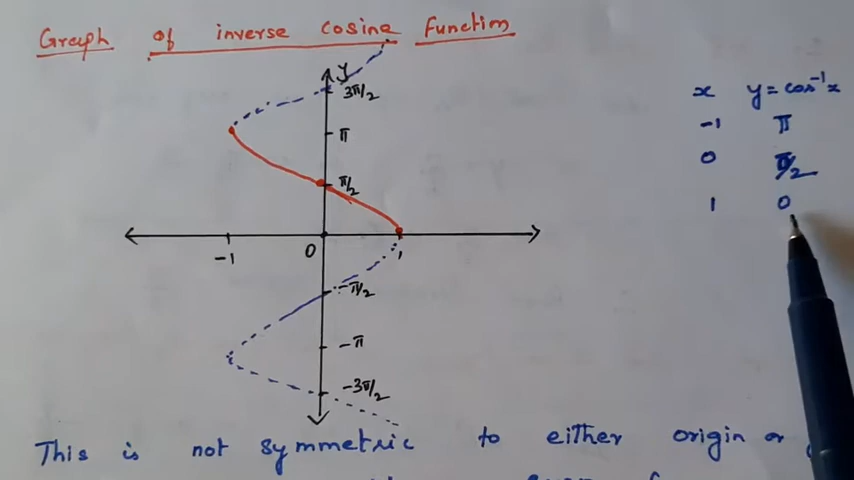 Graph of inverse cosine Function
y
3π/2
π
π/2
-1 0 1
-π/2
-π
-3π/2
x y = cos⁻¹x
-1 π
0 π/2
1 0
This is not symmetric to either origin or